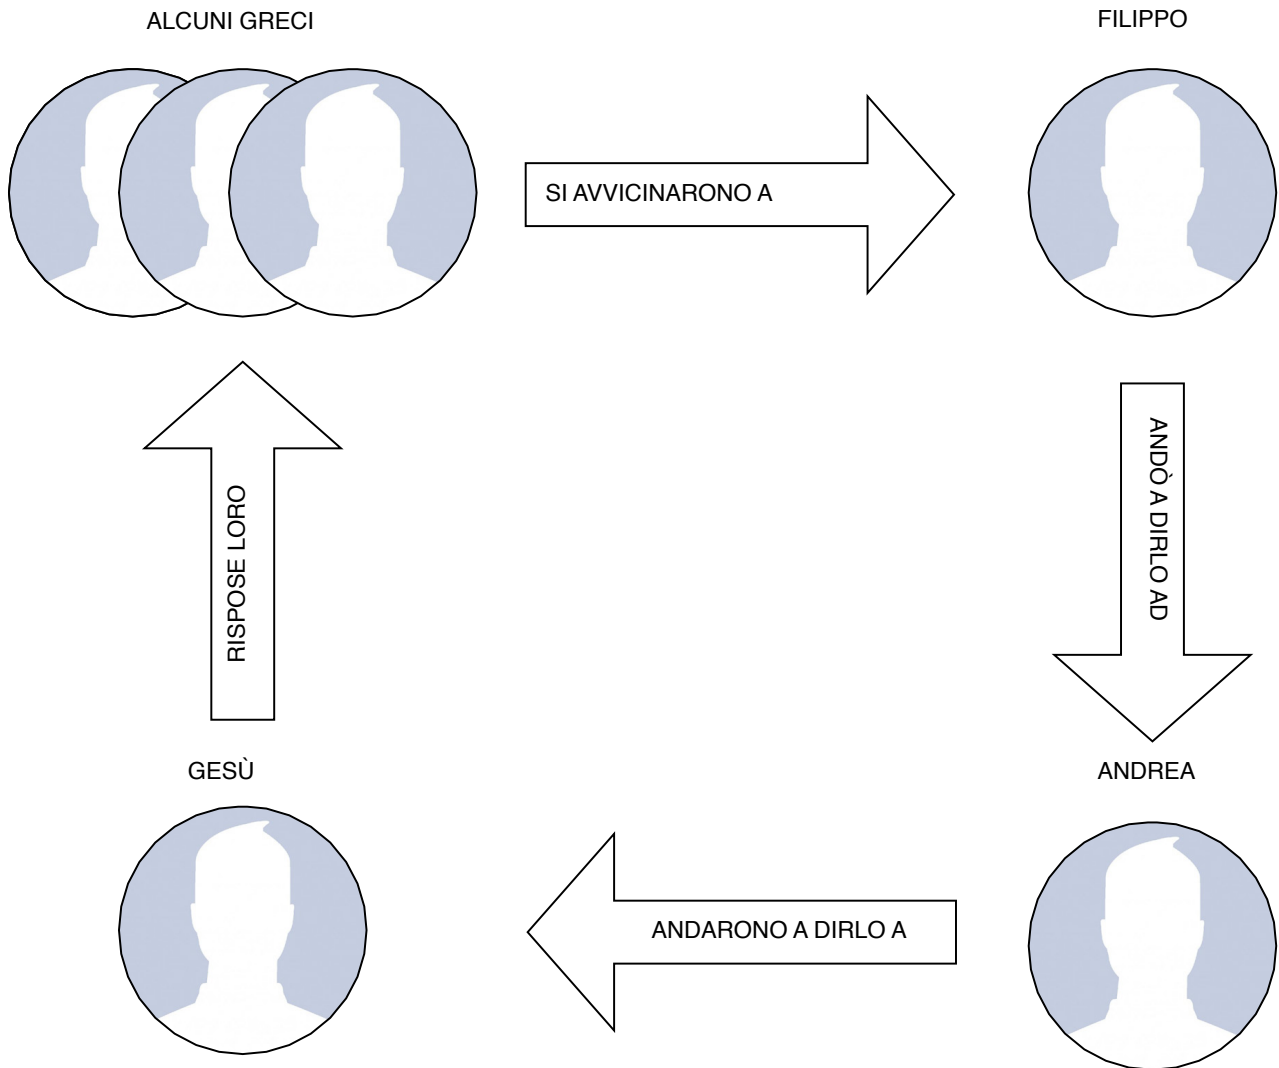 ALCUNI GRECI
FILIPPO
SI AVVICINARONO A
ANDÒ A DIRLO AD
RISPOSE LORO
GESÙ
ANDREA
ANDARONO A DIRLO A